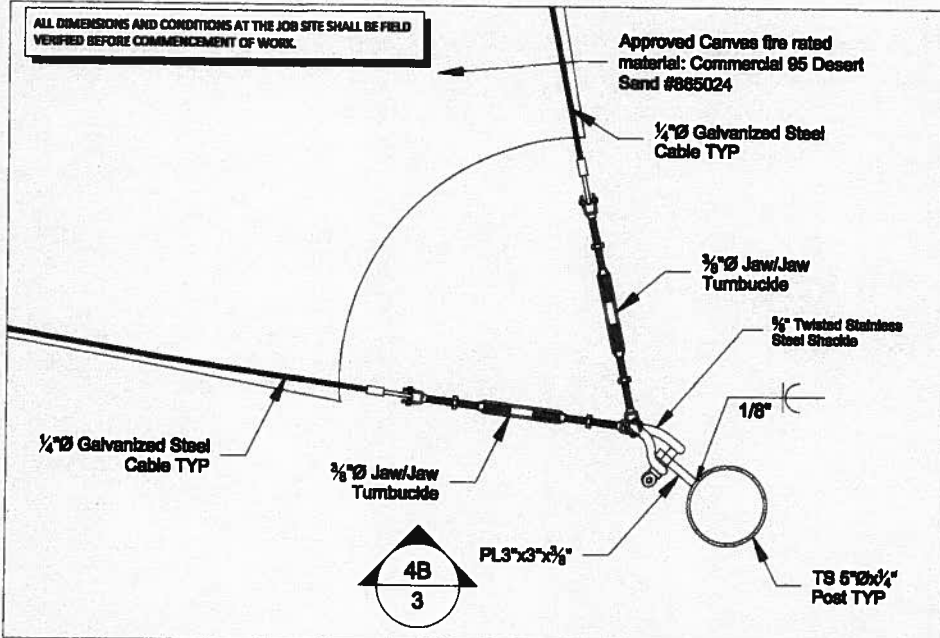 ALL DIMENSIONS AND CONDITIONS AT THE JOB SITE SHALL BE FIELD
VERIFIED BEFORE COMMENCEMENT OF WORK.
Approved Canvas fire rated
material: Commercial 95 Desert
Sand #865024
¼"Ø Galvanized Steel
Cable TYP
⅜"Ø Jaw/Jaw
Turnbuckle
⅝" Twisted Stainless
Steel Shackle
1/8"
¼"Ø Galvanized Steel
Cable TYP
⅜"Ø Jaw/Jaw
Turnbuckle
PL3"x3"x⅜"
4B
3
TS 5"Øx¼"
Post TYP